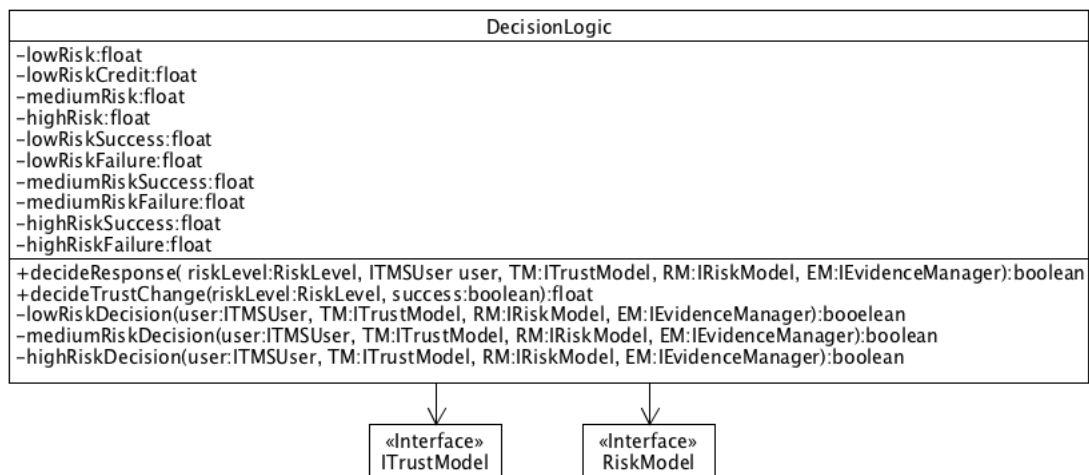 DecisionLogic
-lowRisk:float
-lowRiskCredit:float
-mediumRisk:float
-highRisk:float
-lowRiskSuccess:float
-lowRiskFailure:float
-mediumRiskSuccess:float
-mediumRiskFailure:float
-highRiskSuccess:float
-highRiskFailure:float
+decideResponse( riskLevel:RiskLevel, ITMSUser user, TM:ITrustModel, RM:IRiskModel, EM:IEvidenceManager):boolean
+decideTrustChange(riskLevel:RiskLevel, success:boolean):float
-lowRiskDecision(user:ITMSUser, TM:ITrustModel, RM:IRiskModel, EM:IEvidenceManager):booelean
-mediumRiskDecision(user:ITMSUser, TM:ITrustModel, RM:IRiskModel, EM:IEvidenceManager):boolean
-highRiskDecision(user:ITMSUser, TM:ITrustModel, RM:IRiskModel, EM:IEvidenceManager):boolean
«Interface»
ITrustModel
«Interface»
RiskModel